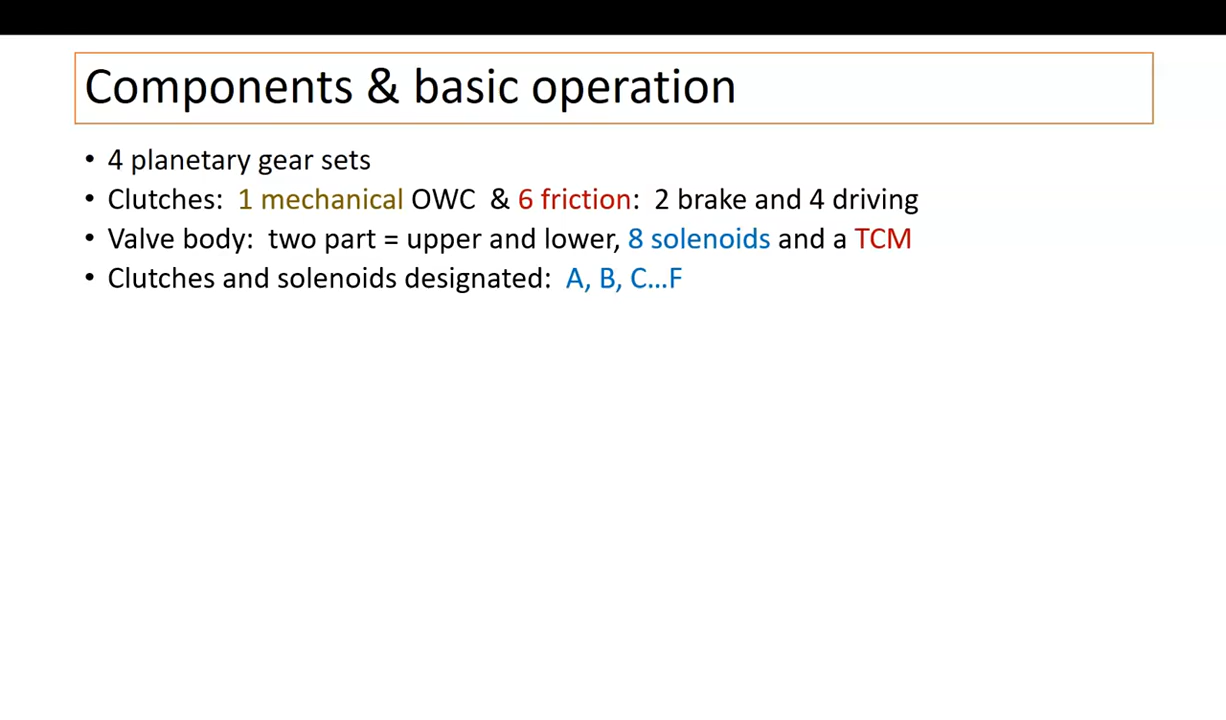 Components & basic operation
• 4 planetary gear sets
• Clutches: 1 mechanical OWC & 6 friction: 2 brake and 4 driving
• Valve body: two part = upper and lower, 8 solenoids and a TCM
• Clutches and solenoids designated: A, B, C...F